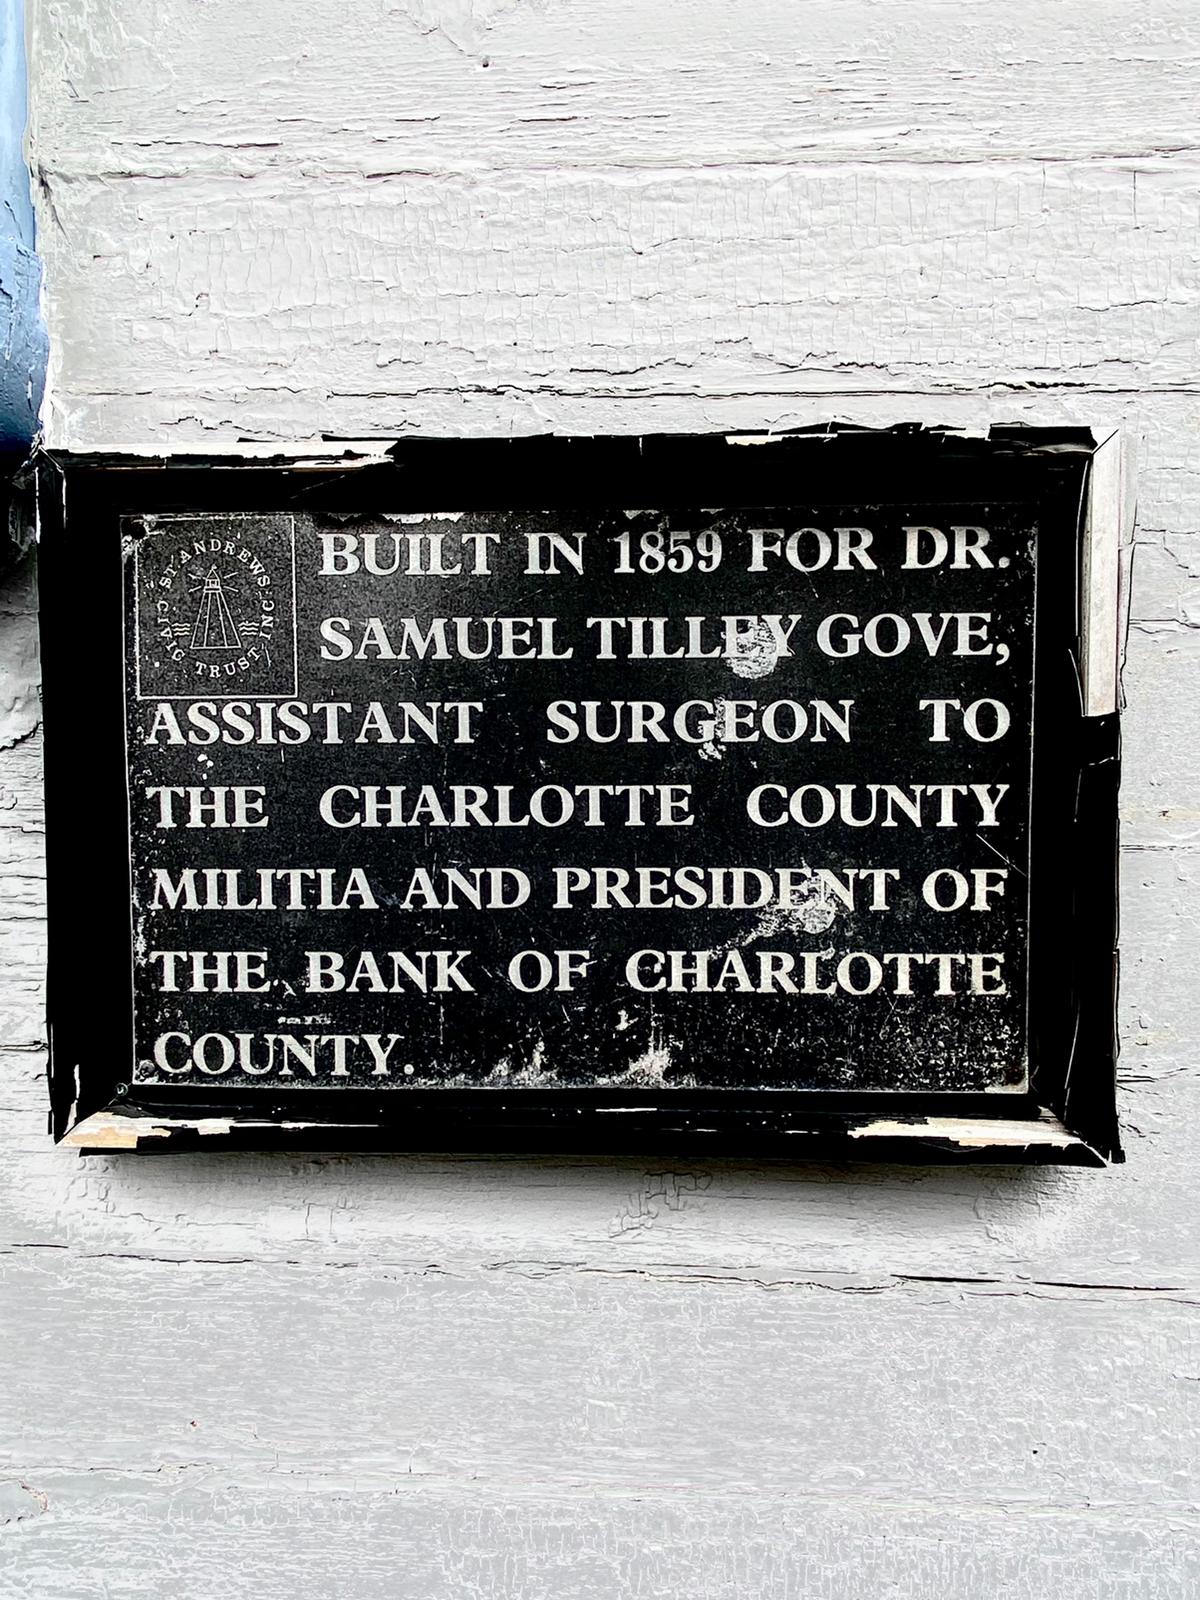 ST ANDREWS CIVIC TRUST INC
BUILT IN 1859 FOR DR.
SAMUEL TILLEY GOVE,
ASSISTANT SURGEON TO
THE CHARLOTTE COUNTY
MILITIA AND PRESIDENT OF
THE BANK OF CHARLOTTE
COUNTY.